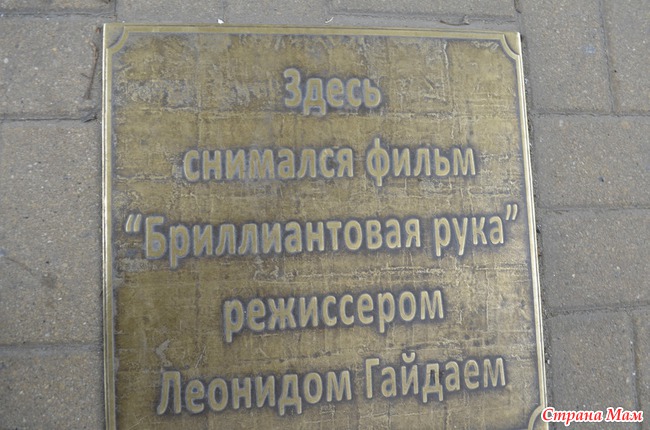 Здесь
снимался фильм
“Бриллиантовая рука”
режиссером
Леонидом Гайдаем
Страна Мам